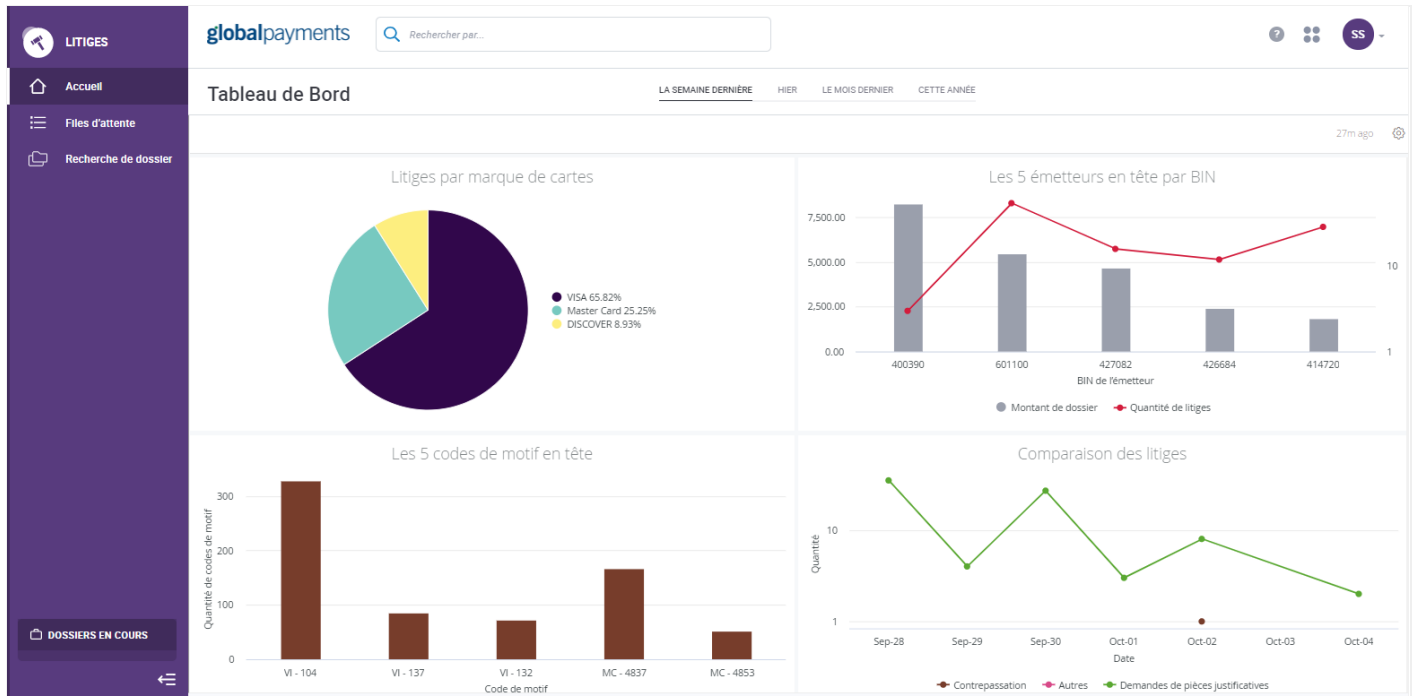 LITIGES
globalpayments
Rechercher par...
?
SS
Accueil
Files d'attente
Recherche de dossier
Tableau de Bord
LA SEMAINE DERNIÈRE HIER LE MOIS DERNIER CETTE ANNÉE
27m ago
Litiges par marque de cartes
VISA 65.82%
Master Card 25.25%
DISCOVER 8.93%
Les 5 émetteurs en tête par BIN
7,500.00
5,000.00
2,500.00
0.00
10
1
400390 601100 427082 426684 414720
BIN de l'émetteur
Montant de dossier Quantité de litiges
Les 5 codes de motif en tête
Quantité de codes de motif
300
200
100
0
VI - 104 VI - 137 VI - 132 MC - 4837 MC - 4853
Code de motif
Comparaison des litiges
Quantité
10
1
Sep-28 Sep-29 Sep-30 Oct-01 Oct-02 Oct-03 Oct-04
Date
Contrepassation Autres Demandes de pièces justificatives
DOSSIERS EN COURS